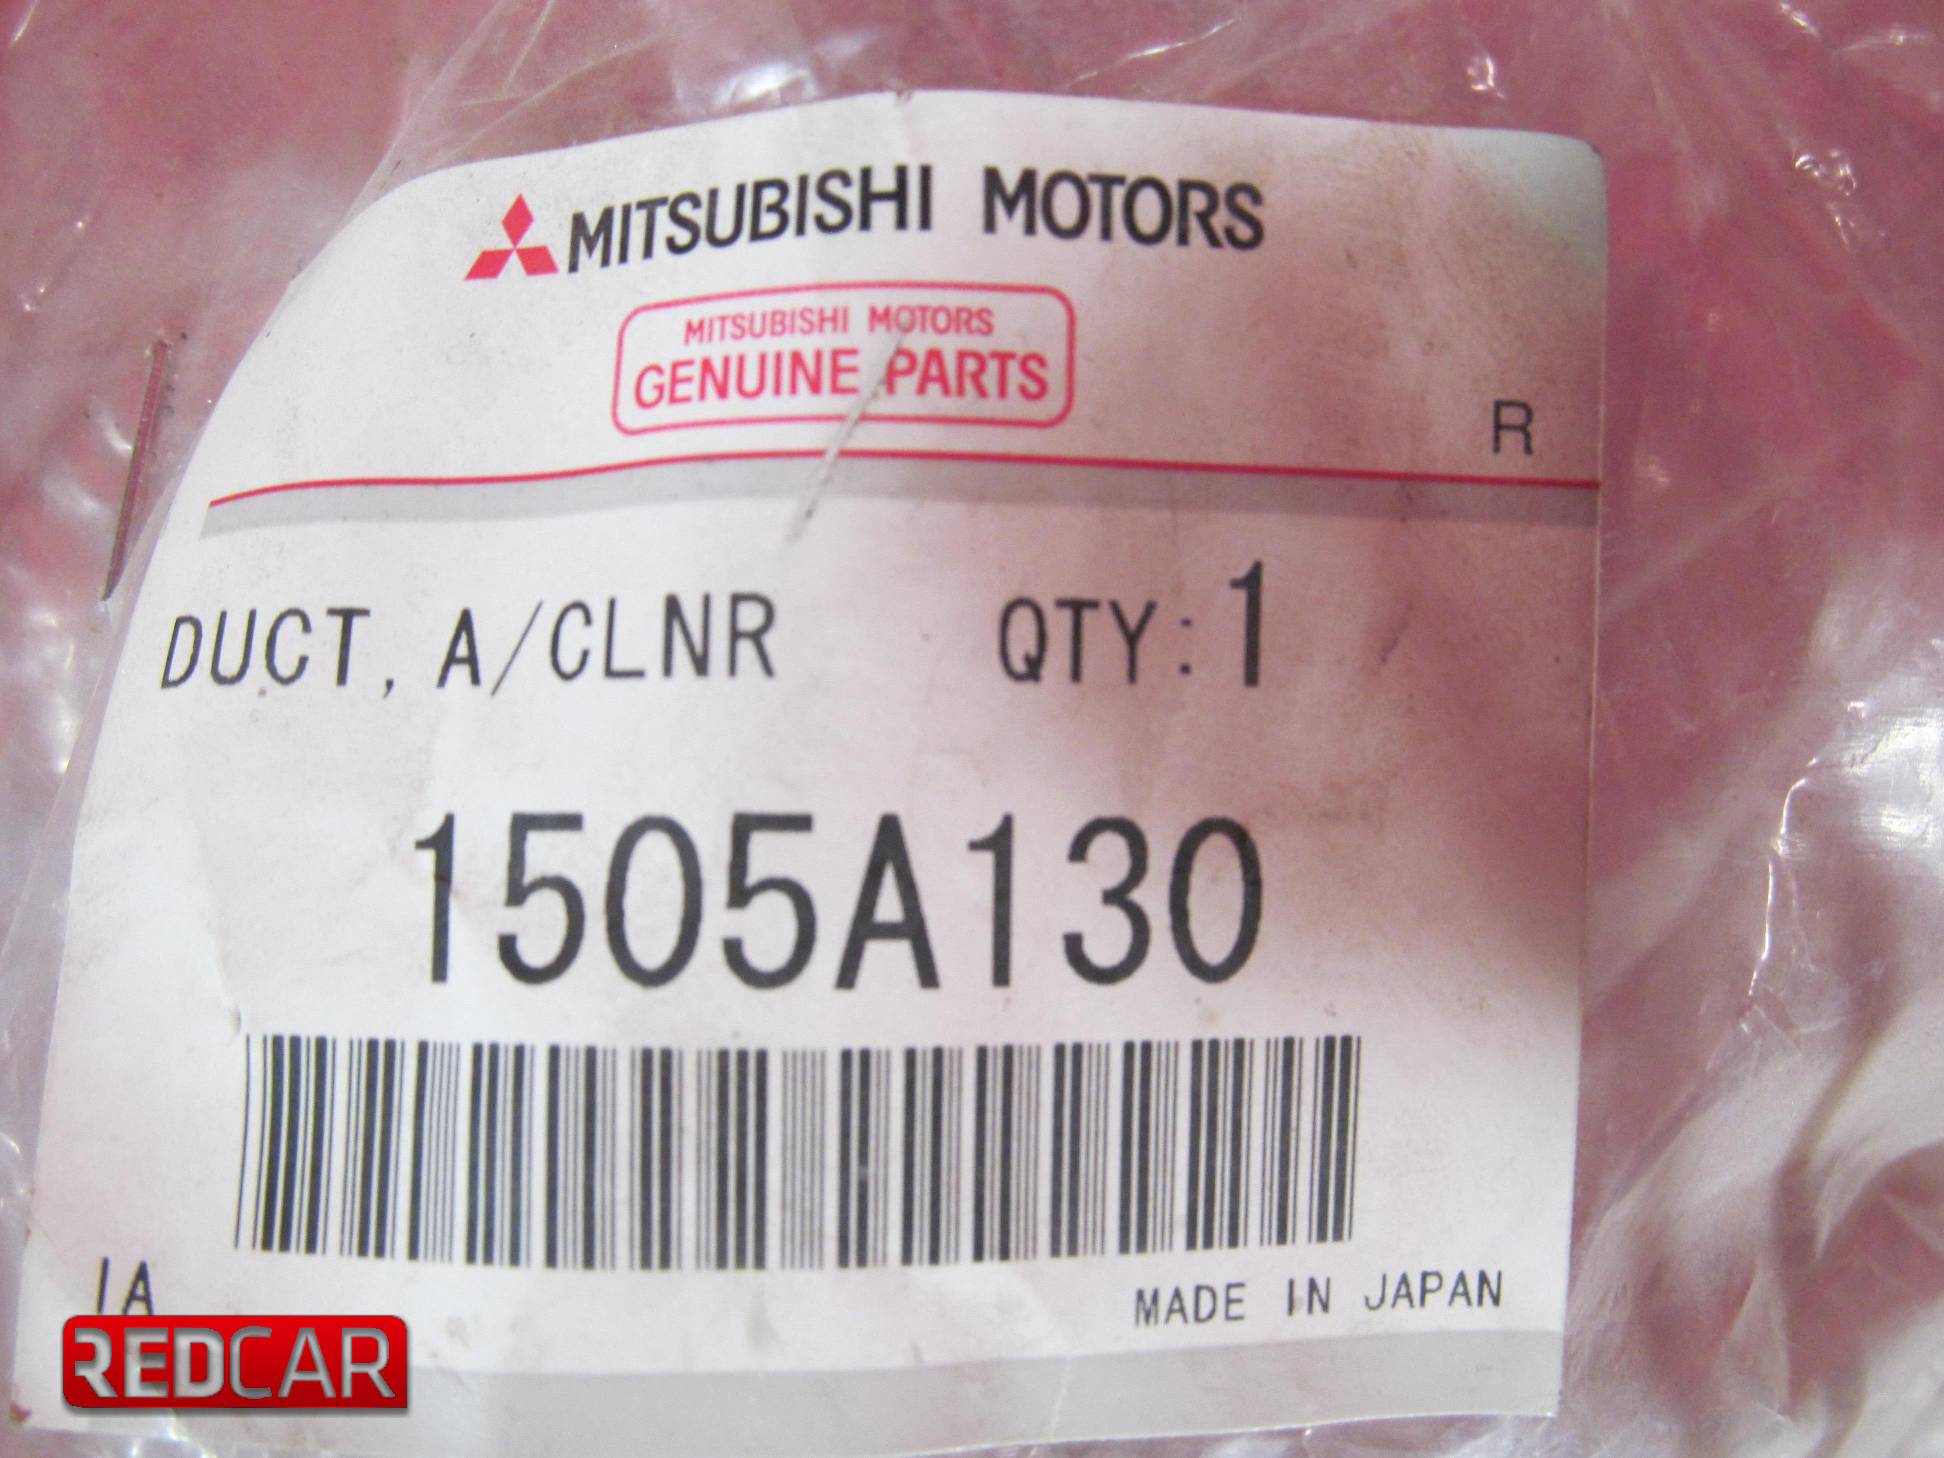 MITSUBISHI MOTORS
MITSUBISHI MOTORS
GENUINE PARTS
R
DUCT, A/CLNR QTY:1
1505A130
IA
MADE IN JAPAN
REDCAR